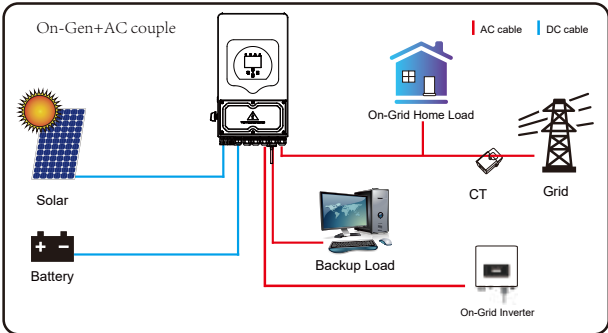 On-Gen+AC couple
AC cable
DC cable
On-Grid Home Load
CT
Grid
Solar
Backup Load
Battery
On-Grid Inverter